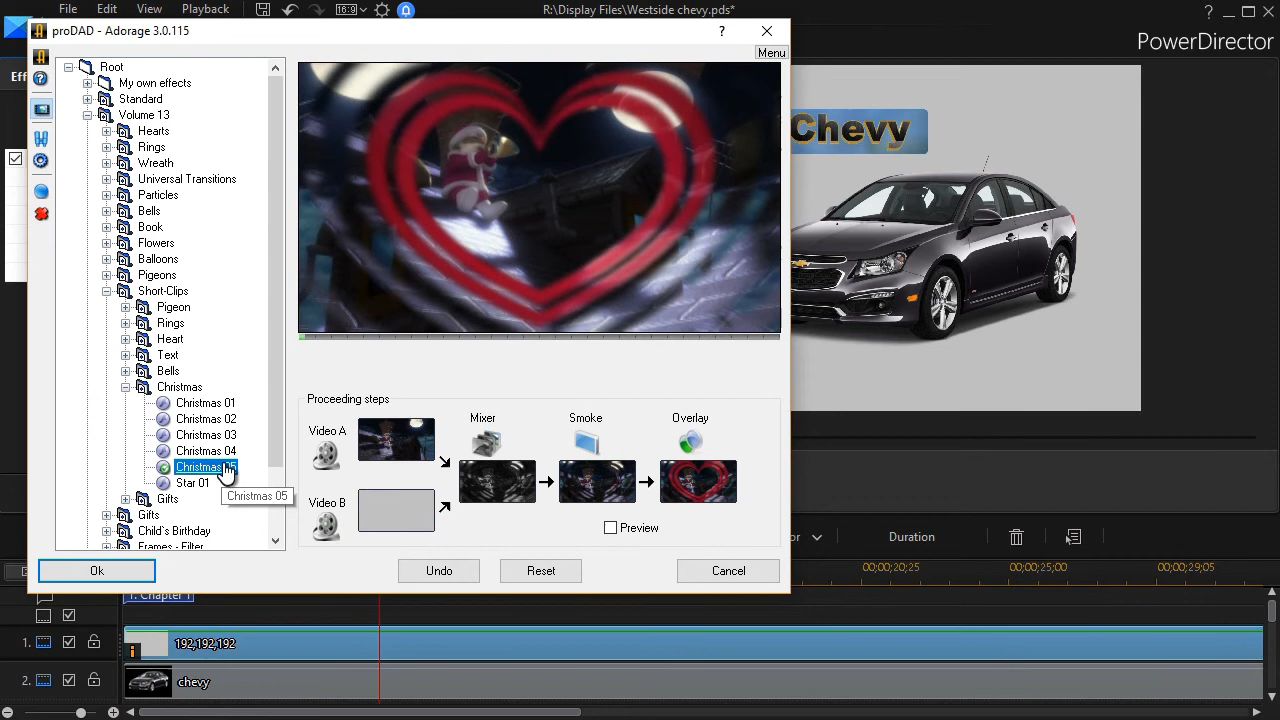 File
Edit
View
Playback
16:9
R:\Display Files\Westside chevy.pds*
?
PowerDirector
proDAD - Adorage 3.0.115
?
Menu
Root
My own effects
Standard
Volume 13
Hearts
Rings
Wreath
Universal Transitions
Particles
Bells
Book
Flowers
Balloons
Pigeons
Short-Clips
Pigeon
Rings
Heart
Text
Bells
Christmas
Christmas 01
Christmas 02
Christmas 03
Christmas 04
Christmas 05
Star 01
Christmas 05
Gifts
Gifts
Child`s Birthday
Frames - Filter
Proceeding steps
Video A
Mixer
Smoke
Overlay
Video B
Preview
Ok
Undo
Reset
Cancel
Chevy
Duration
00;00;20;25
00;00;25;00
00;00;29;05
1. Chapter 1
1.
192,192,192
2.
chevy